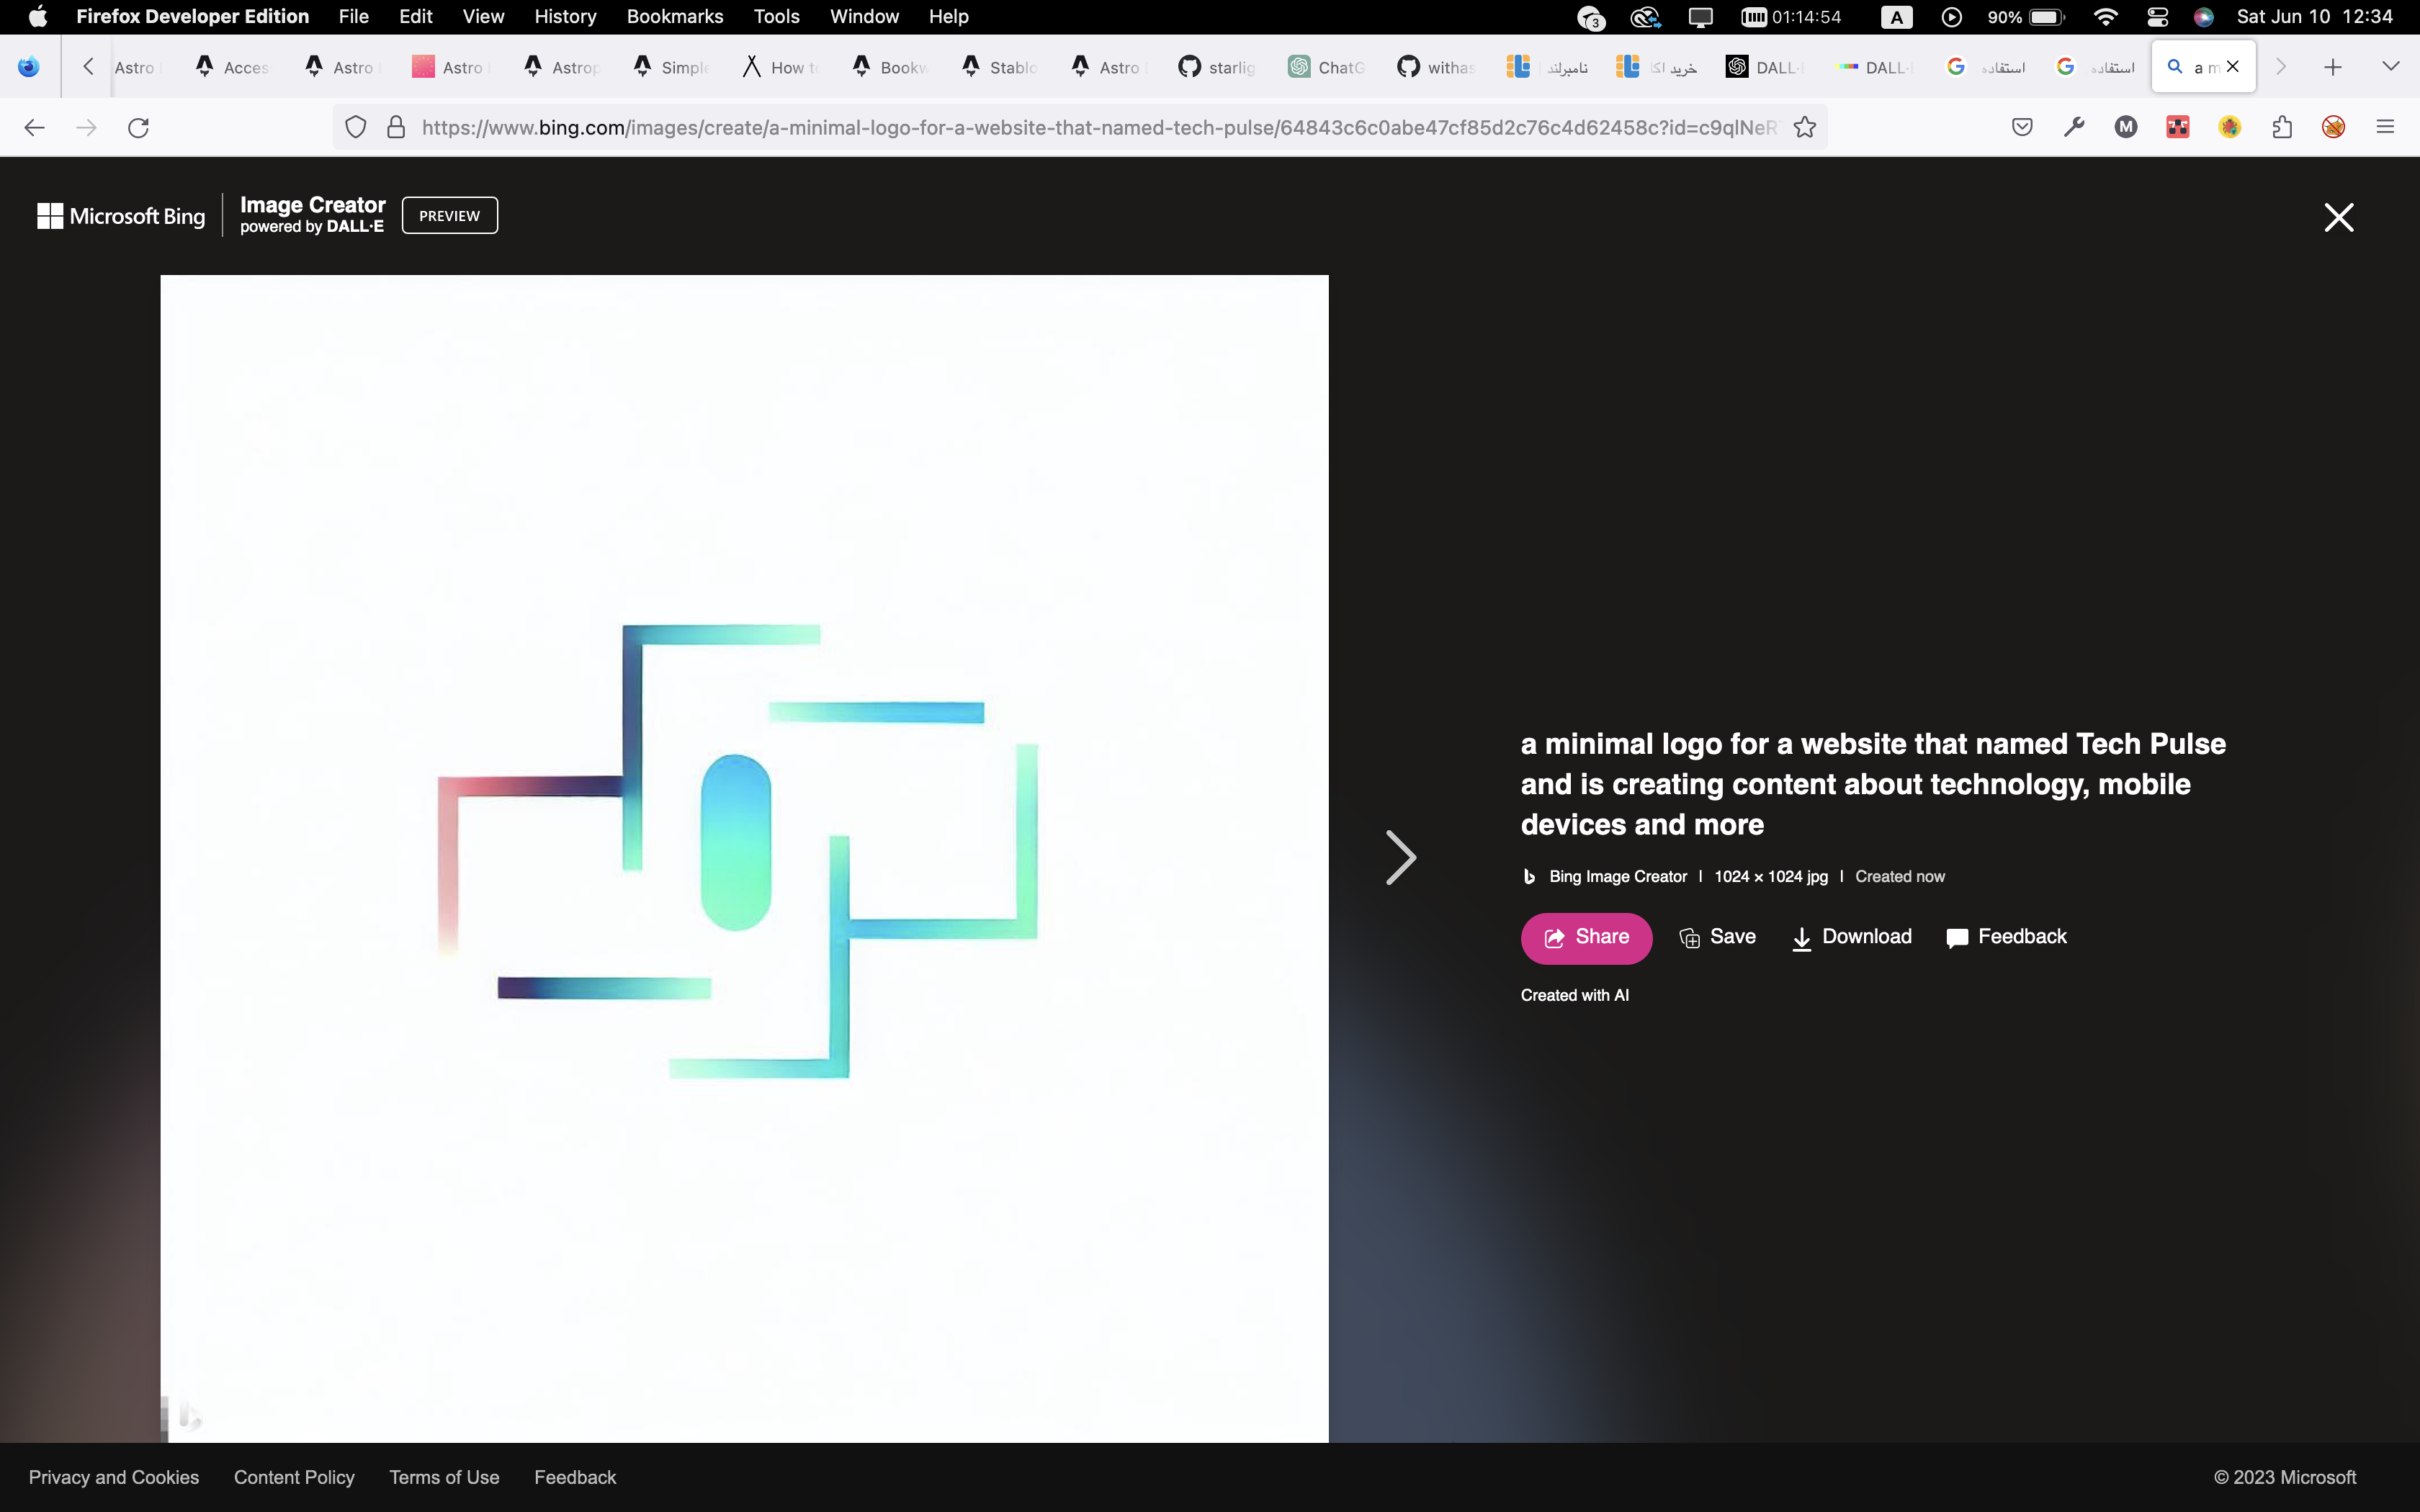 Firefox Developer Edition File Edit View History Bookmarks Tools Window Help 3 01:14:54 A 90% Sat Jun 10 12:34
Astro Acces Astro Astro Astrop Simple How to Bookw Stablo Astro starlig ChatG withas نامبرلند خرید اکا DALL· DALL· استفاده استفاده a m
https://www.bing.com/images/create/a-minimal-logo-for-a-website-that-named-tech-pulse/64843c6c0abe47cf85d2c76c4d62458c?id=c9qlNeR M
Microsoft Bing Image Creator
powered by DALL·E
PREVIEW
a minimal logo for a website that named Tech Pulse
and is creating content about technology, mobile
devices and more
Bing Image Creator | 1024 × 1024 jpg | Created now
Share Save Download Feedback
Created with AI
Privacy and Cookies Content Policy Terms of Use Feedback © 2023 Microsoft